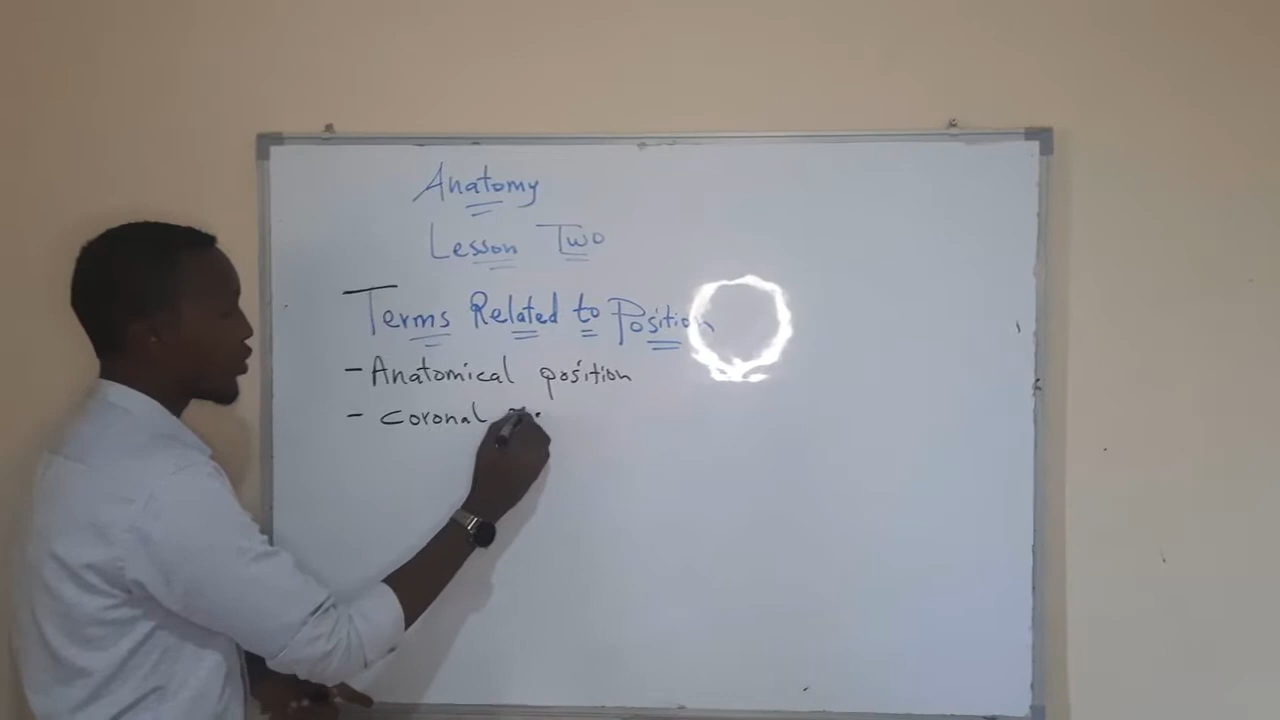 Anatomy
Lesson Two
Terms Related to Position
- Anatomical position
- coronal